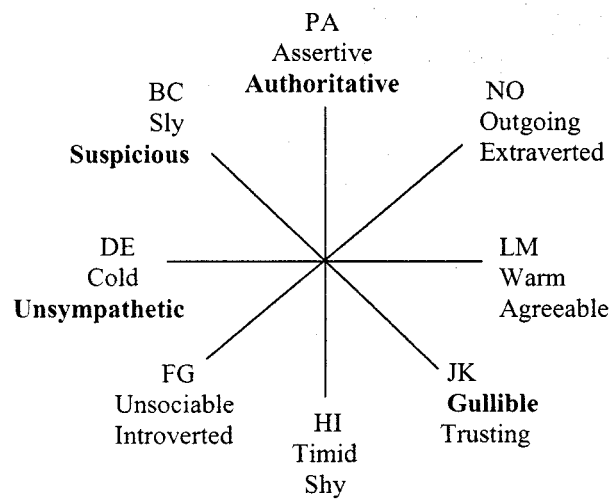 PA
Assertive
Authoritative
NO
Outgoing
Extraverted
LM
Warm
Agreeable
JK
Gullible
Trusting
HI
Timid
Shy
FG
Unsociable
Introverted
DE
Cold
Unsympathetic
BC
Sly
Suspicious